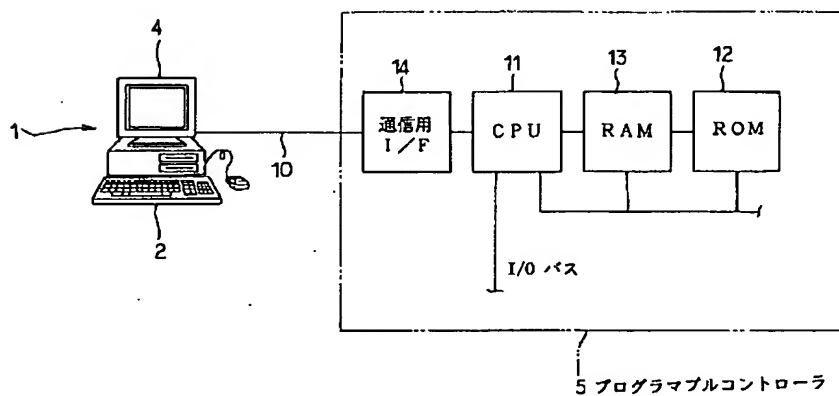 4
14
11
13
12
1
通信用
I/F
CPU
RAM
ROM
10
2
I/O バス
5 プログラマブルコントローラ